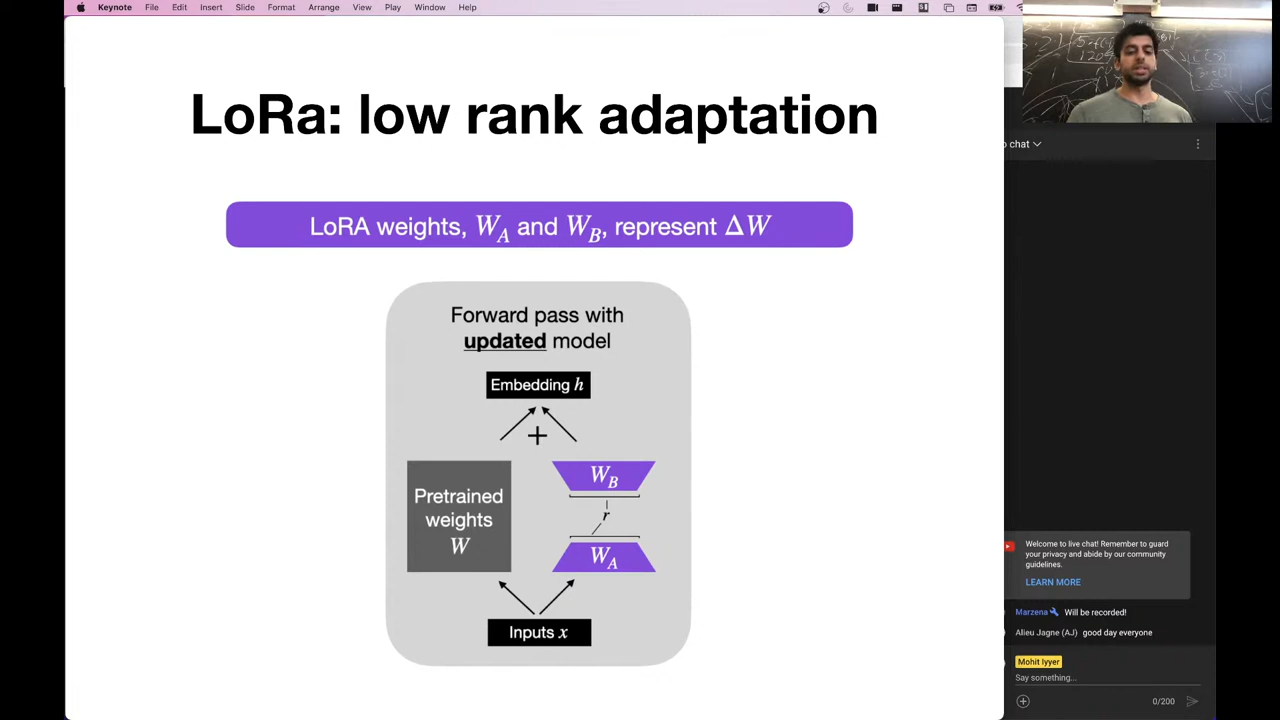 Keynote File Edit Insert Slide Format Arrange View Play Window Help
LoRa: low rank adaptation
LoRA weights, W_A and W_B, represent ΔW
Forward pass with
updated model
Embedding h
+
Pretrained
weights
W
W_B
r
W_A
Inputs x
o chat
Welcome to live chat! Remember to guard
your privacy and abide by our community
guidelines.
LEARN MORE
Marzena Will be recorded!
Alieu Jagne (AJ) good day everyone
Mohit Iyyer
Say something...
0/200